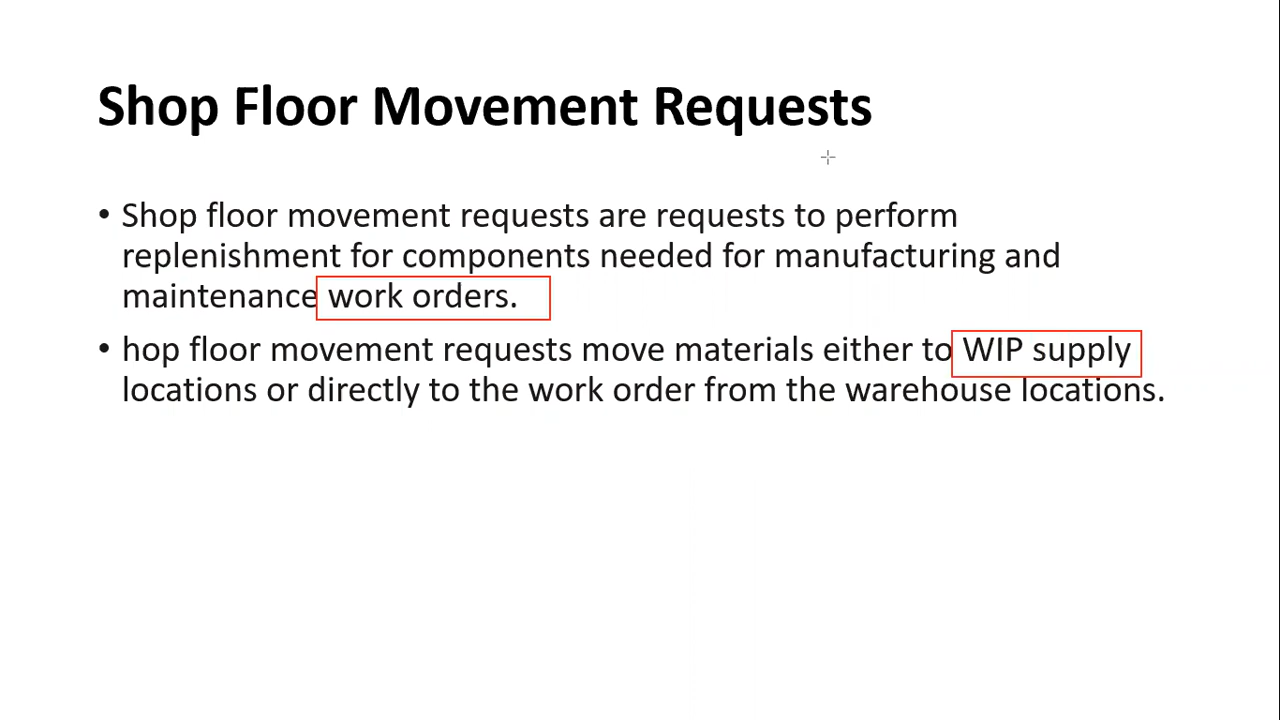 Shop Floor Movement Requests
• Shop floor movement requests are requests to perform
replenishment for components needed for manufacturing and
maintenance work orders.
• hop floor movement requests move materials either to WIP supply
locations or directly to the work order from the warehouse locations.